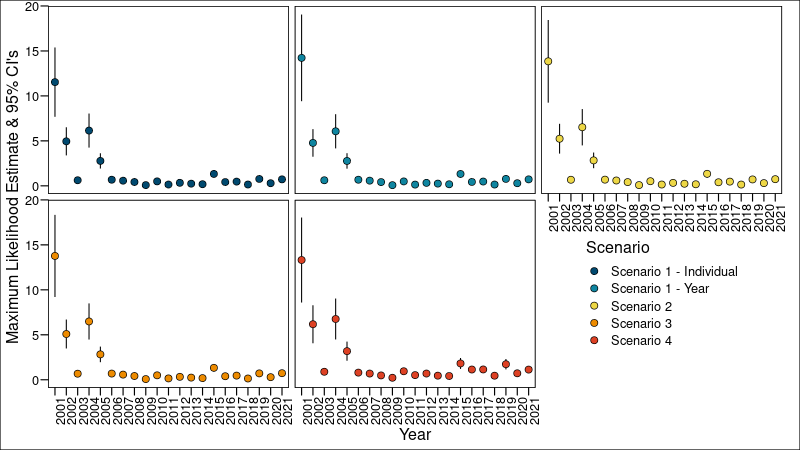 Maximum Likelihood Estimate & 95% CI's
20
15
10
5
0
20
15
10
5
0
2001 2002 2003 2004 2005 2006 2007 2008 2009 2010 2011 2012 2013 2014 2015 2016 2017 2018 2019 2020 2021
Scenario
Scenario 1 - Individual
Scenario 1 - Year
Scenario 2
Scenario 3
Scenario 4
2001 2002 2003 2004 2005 2006 2007 2008 2009 2010 2011 2012 2013 2014 2015 2016 2017 2018 2019 2020 2021
2001 2002 2003 2004 2005 2006 2007 2008 2009 2010 2011 2012 2013 2014 2015 2016 2017 2018 2019 2020 2021
Year